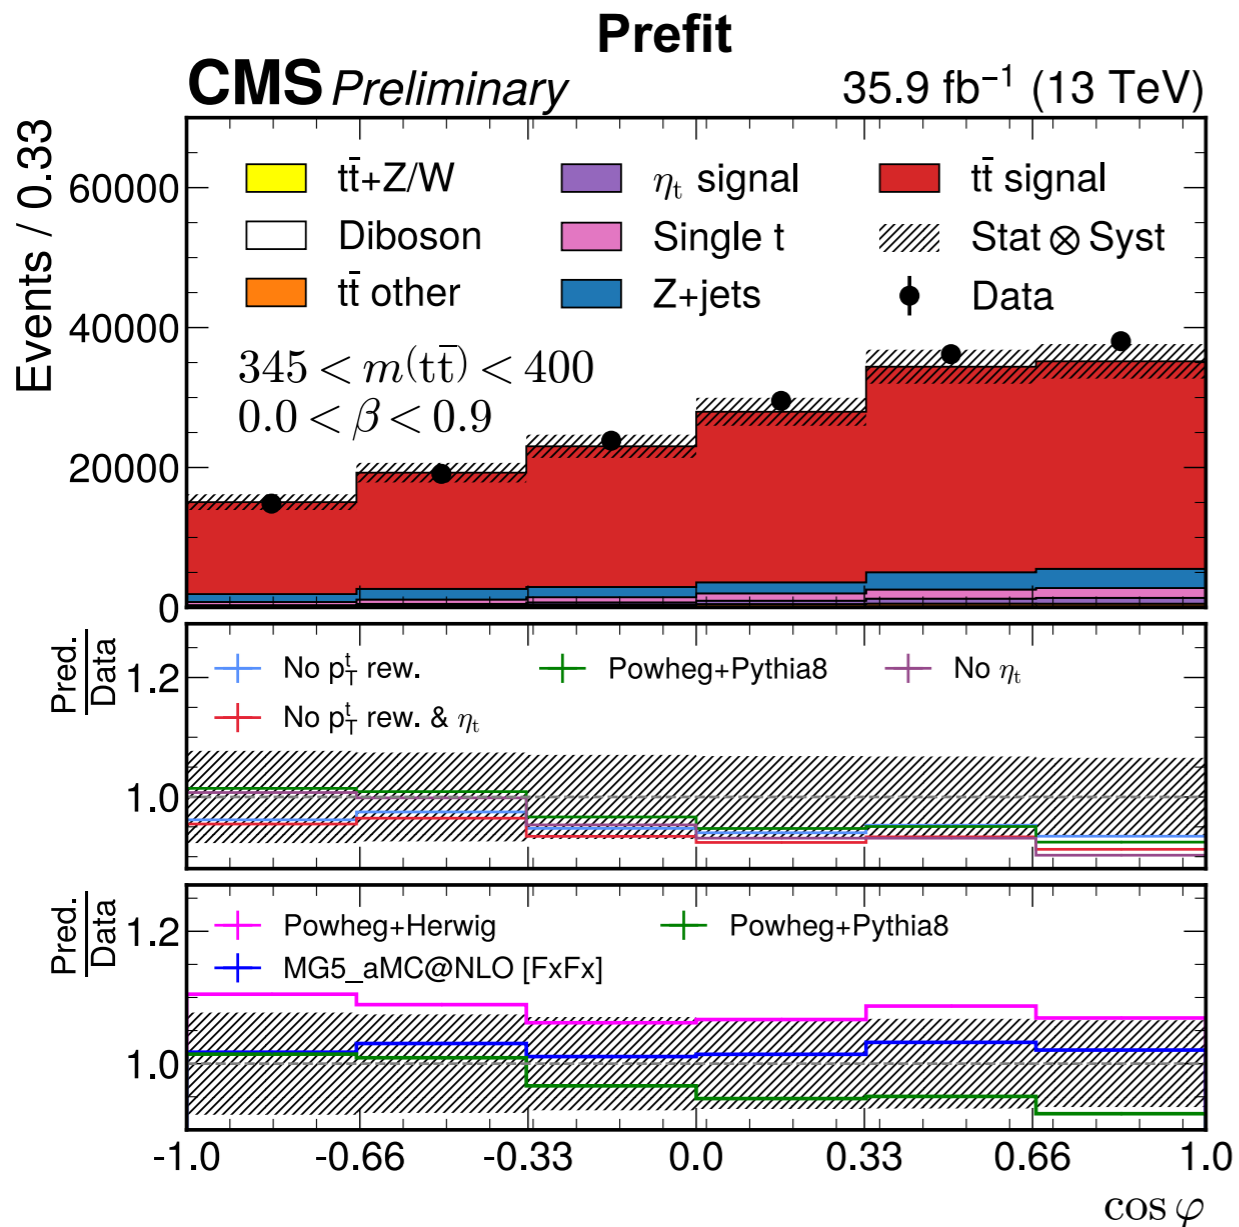 Prefit
CMS Preliminary 35.9 fb⁻¹ (13 TeV)
Events / 0.33
60000
40000
20000
0
tt̄+Z/W ηt signal tt̄ signal
Diboson Single t Stat ⊗ Syst
tt̄ other Z+jets Data
345 < m(tt̄) < 400
0.0 < β < 0.9
Pred.
Data
1.2
1.0
No p_T^t rew. Powheg+Pythia8 No ηt
No p_T^t rew. & ηt
Pred.
Data
1.2
1.0
Powheg+Herwig Powheg+Pythia8
MG5_aMC@NLO [FxFx]
-1.0 -0.66 -0.33 0.0 0.33 0.66 1.0
cos φ